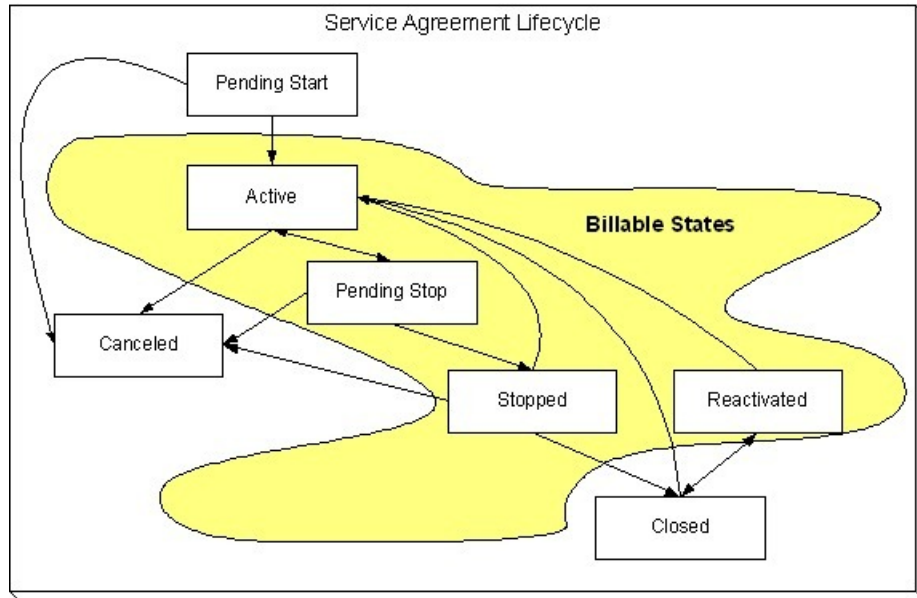 Service Agreement Lifecycle
Pending Start
Active
Billable States
Pending Stop
Canceled
Stopped
Reactivated
Closed